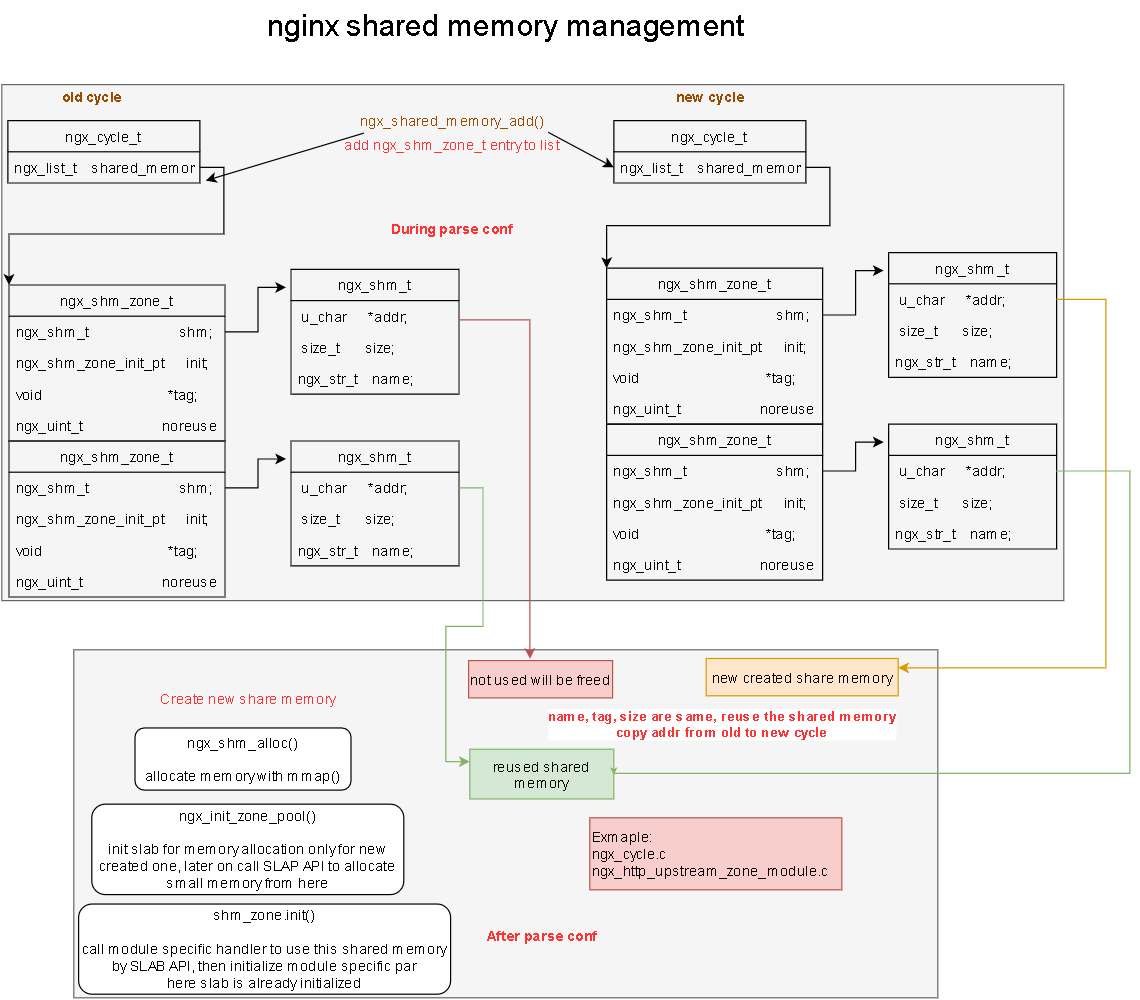 nginx shared memory management
old cycle
new cycle
ngx_cycle_t
ngx_list_t shared_memor
ngx_shared_memory_add()
add ngx_shm_zone_t entry to list
ngx_cycle_t
ngx_list_t shared_memor
During parse conf
ngx_shm_zone_t
ngx_shm_t shm;
ngx_shm_zone_init_pt init;
void *tag;
ngx_uint_t noreuse
ngx_shm_t
u_char *addr;
size_t size;
ngx_str_t name;
ngx_shm_zone_t
ngx_shm_t shm;
ngx_shm_zone_init_pt init;
void *tag;
ngx_uint_t noreuse
ngx_shm_t
u_char *addr;
size_t size;
ngx_str_t name;
ngx_shm_zone_t
ngx_shm_t shm;
ngx_shm_zone_init_pt init;
void *tag;
ngx_uint_t noreuse
ngx_shm_t
u_char *addr;
size_t size;
ngx_str_t name;
ngx_shm_zone_t
ngx_shm_t shm;
ngx_shm_zone_init_pt init;
void *tag;
ngx_uint_t noreuse
ngx_shm_t
u_char *addr;
size_t size;
ngx_str_t name;
not used will be freed
new created share memory
Create new share memory
name, tag, size are same, reuse the shared memory
copy addr from old to new cycle
ngx_shm_alloc()
allocate memory with mmap()
reused shared
memory
ngx_init_zone_pool()
init slab for memory allocation only for new
created one, later on call SLAP API to allocate
small memory from here
Exmaple:
ngx_cycle.c
ngx_http_upstream_zone_module.c
shm_zone.init()
call module specific handler to use this shared memory
by SLAB API, then initialize module specific par
here slab is already initialized
After parse conf